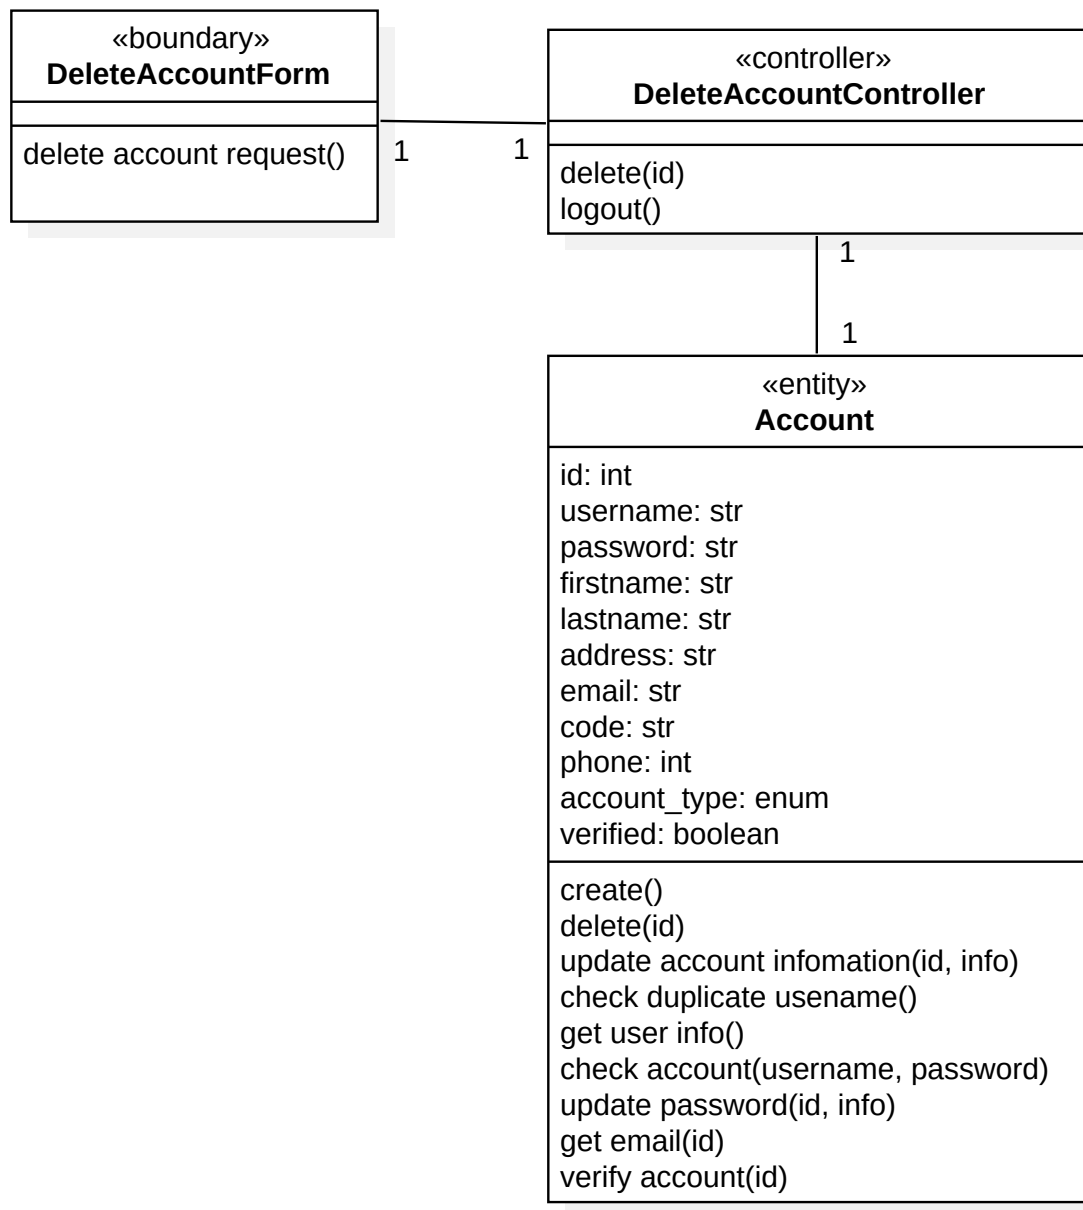 «boundary»
DeleteAccountForm
delete account request()
1
1
«controller»
DeleteAccountController
delete(id)
logout()
1
1
«entity»
Account
id: int
username: str
password: str
firstname: str
lastname: str
address: str
email: str
code: str
phone: int
account_type: enum
verified: boolean
create()
delete(id)
update account infomation(id, info)
check duplicate usename()
get user info()
check account(username, password)
update password(id, info)
get email(id)
verify account(id)